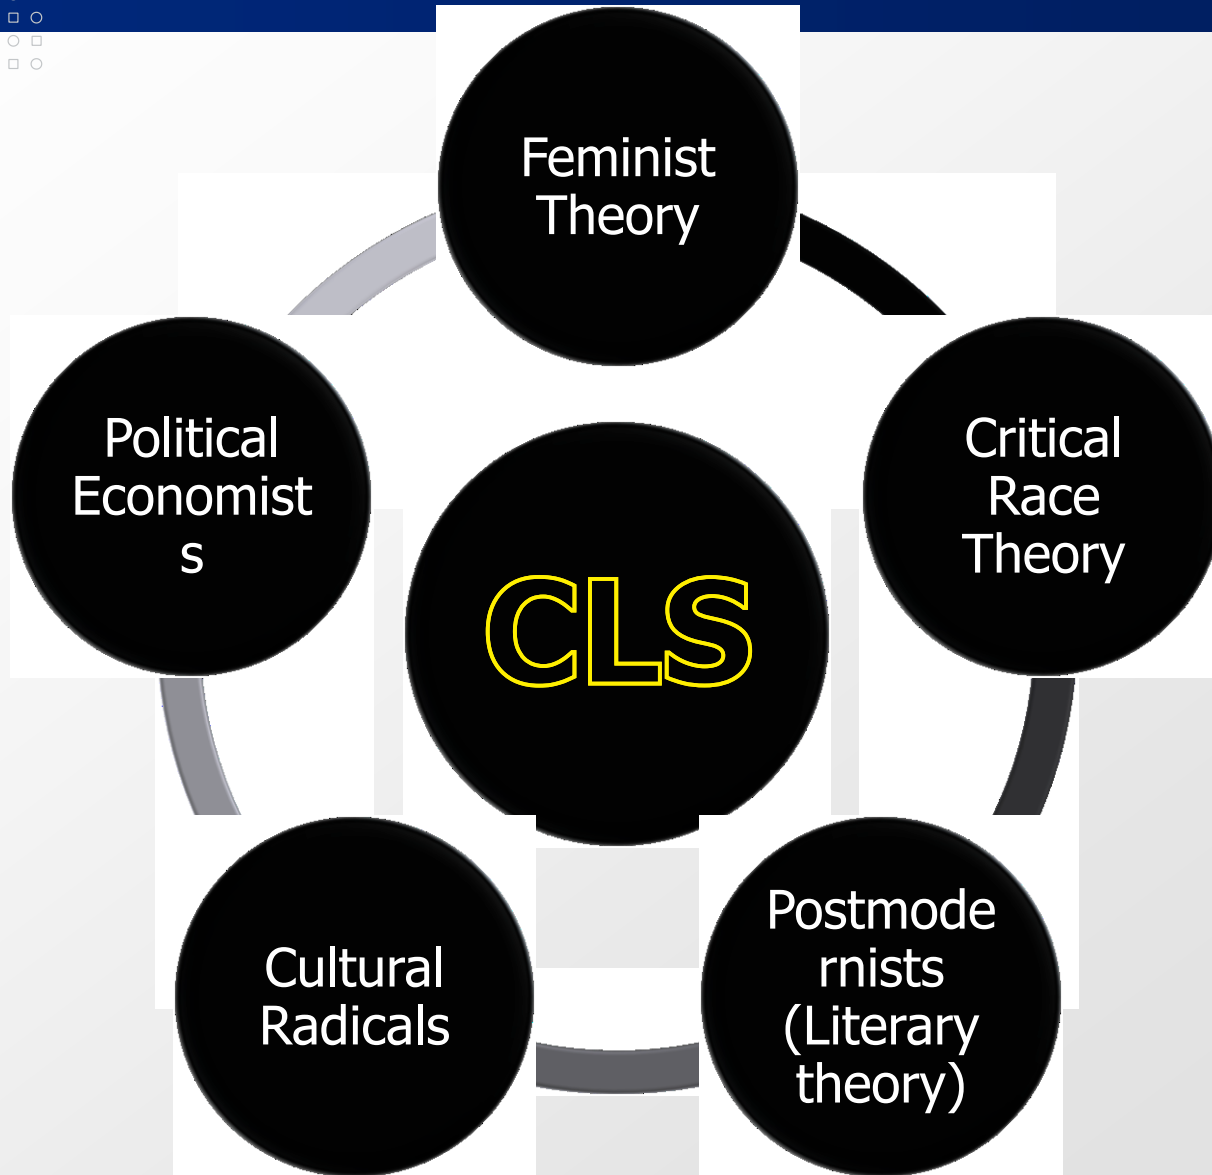 Feminist
Theory
Critical
Race
Theory
Postmode
rnists
(Literary
theory)
Cultural
Radicals
Political
Economist
s
CLS